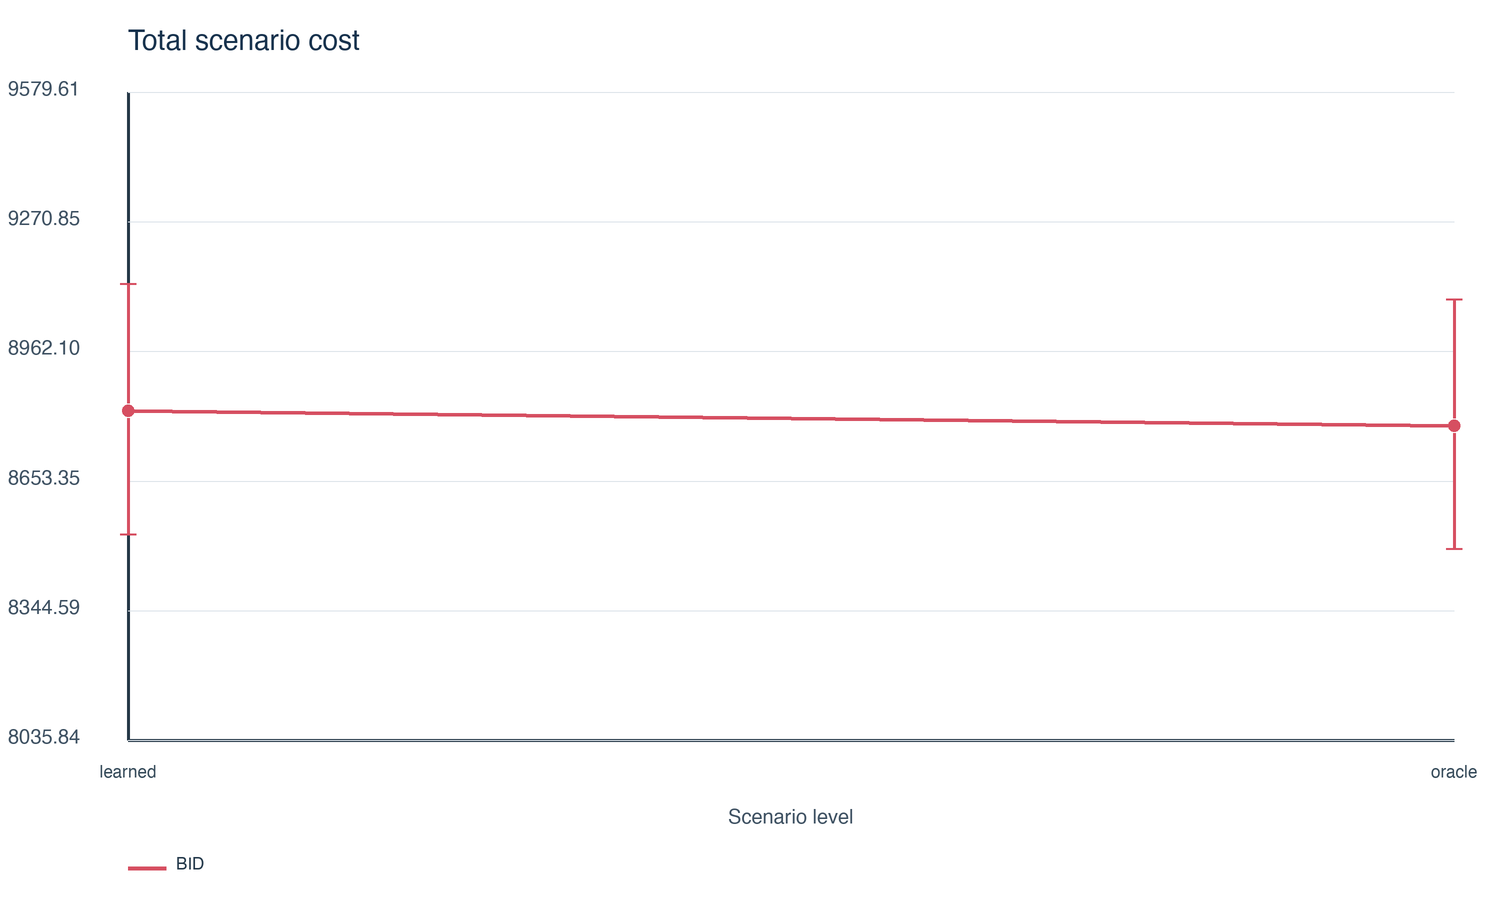 Total scenario cost
9579.61
9270.85
8962.10
8653.35
8344.59
8035.84
learned
oracle
Scenario level
BID